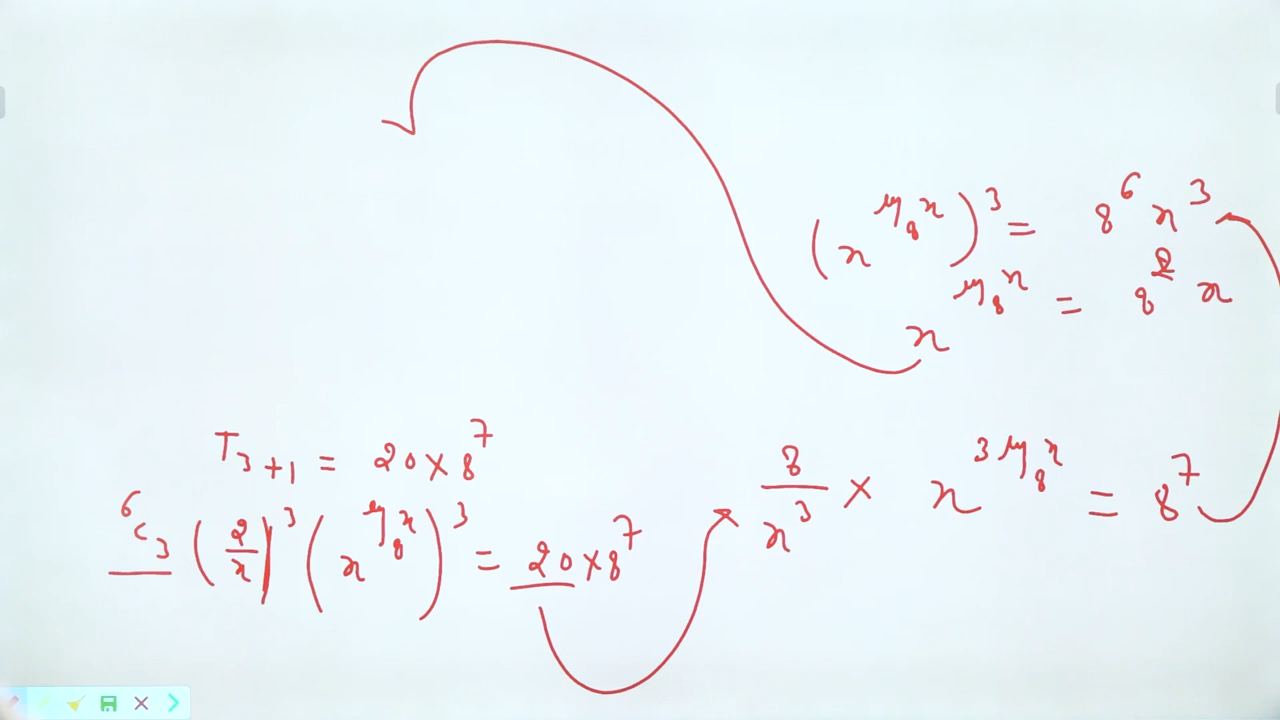 T_{3+1} = 20 × 8^7
^6C_3 (2/x)^3 (x^{log_8 x})^3 = 20 × 8^7
8/x^3 × x^{3 log_8 x} = 8^7
(x^{log_8 x})^3 = 8^6 x^3
x^{log_8 x} = 8^2 x